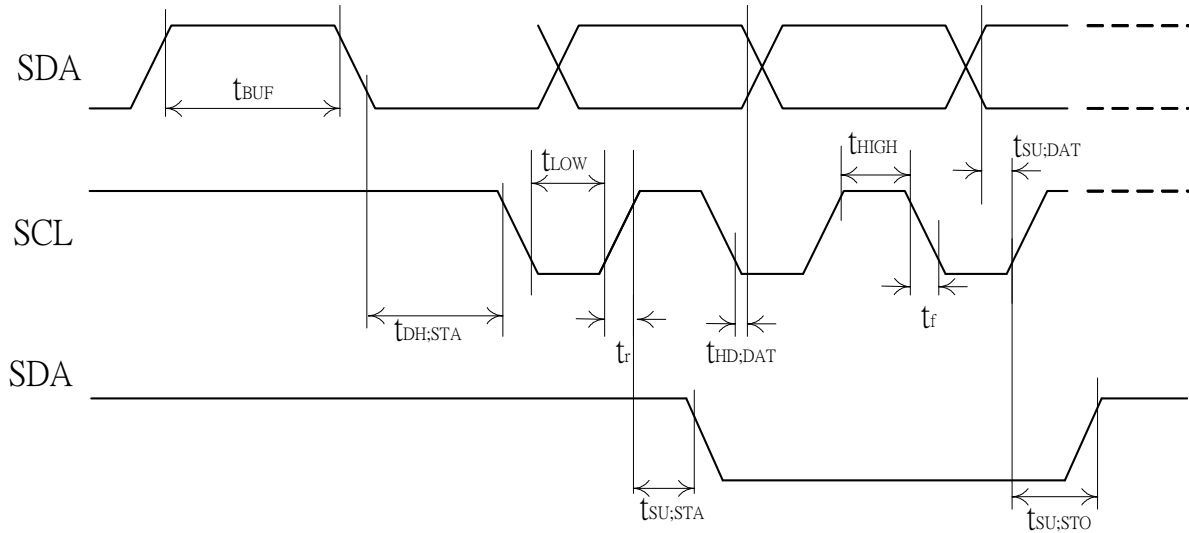 SDA
tBUF
tLOW
tHIGH
tSU;DAT
SCL
tDH;STA
tr
tHD;DAT
tf
SDA
tSU;STA
tSU;STO